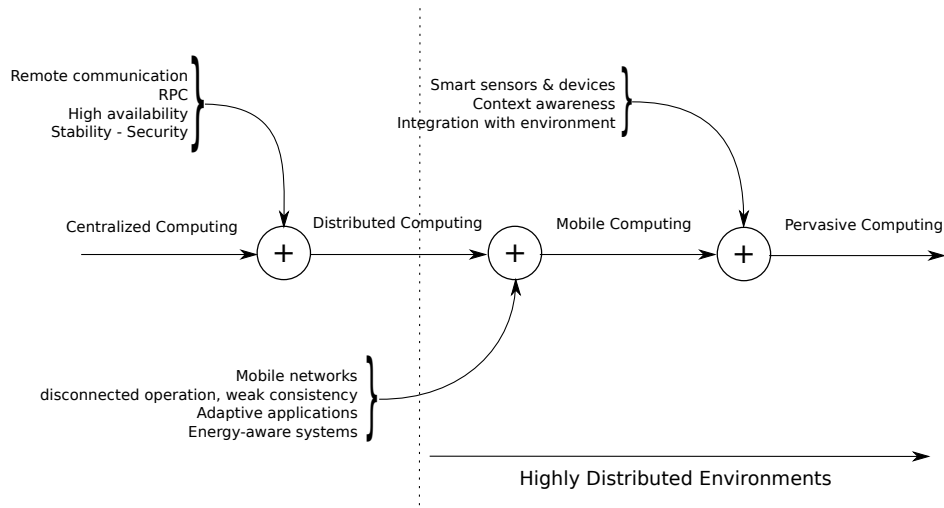 Remote communication
RPC
High availability
Stability - Security
Smart sensors & devices
Context awareness
Integration with environment
Centralized Computing
+
Distributed Computing
+
Mobile Computing
+
Pervasive Computing
Mobile networks
disconnected operation, weak consistency
Adaptive applications
Energy-aware systems
Highly Distributed Environments